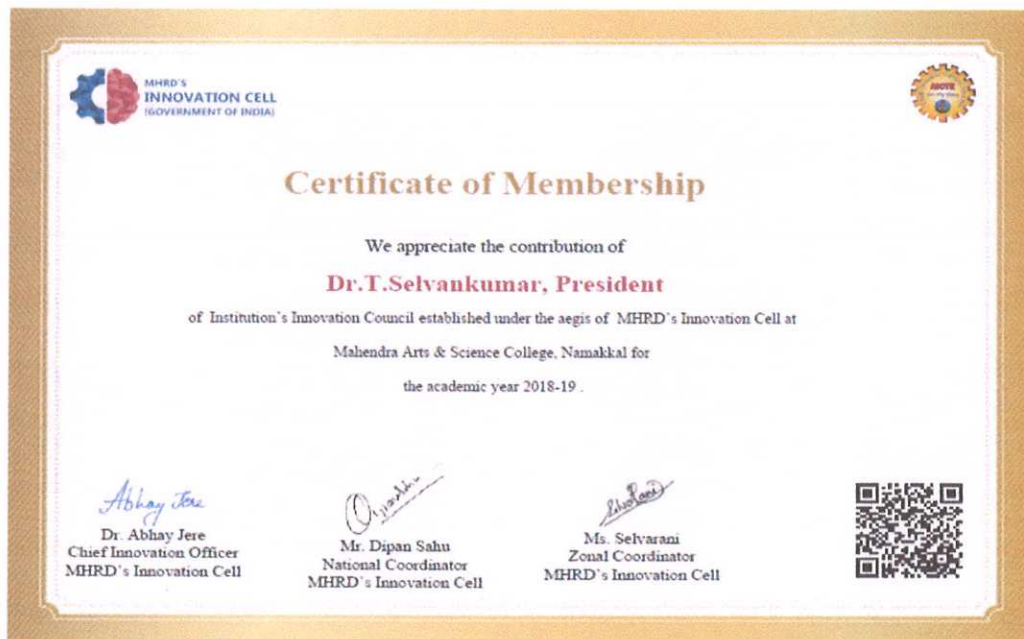 MHRD'S
INNOVATION CELL
(GOVERNMENT OF INDIA)
AICTE
Certificate of Membership
We appreciate the contribution of
Dr.T.Selvankumar, President
of Institution's Innovation Council established under the aegis of MHRD's Innovation Cell at
Mahendra Arts & Science College, Namakkal for
the academic year 2018-19 .
Abhay Jere
Dr. Abhay Jere
Chief Innovation Officer
MHRD's Innovation Cell
Mr. Dipan Sahu
National Coordinator
MHRD's Innovation Cell
Ms. Selvarani
Zonal Coordinator
MHRD's Innovation Cell